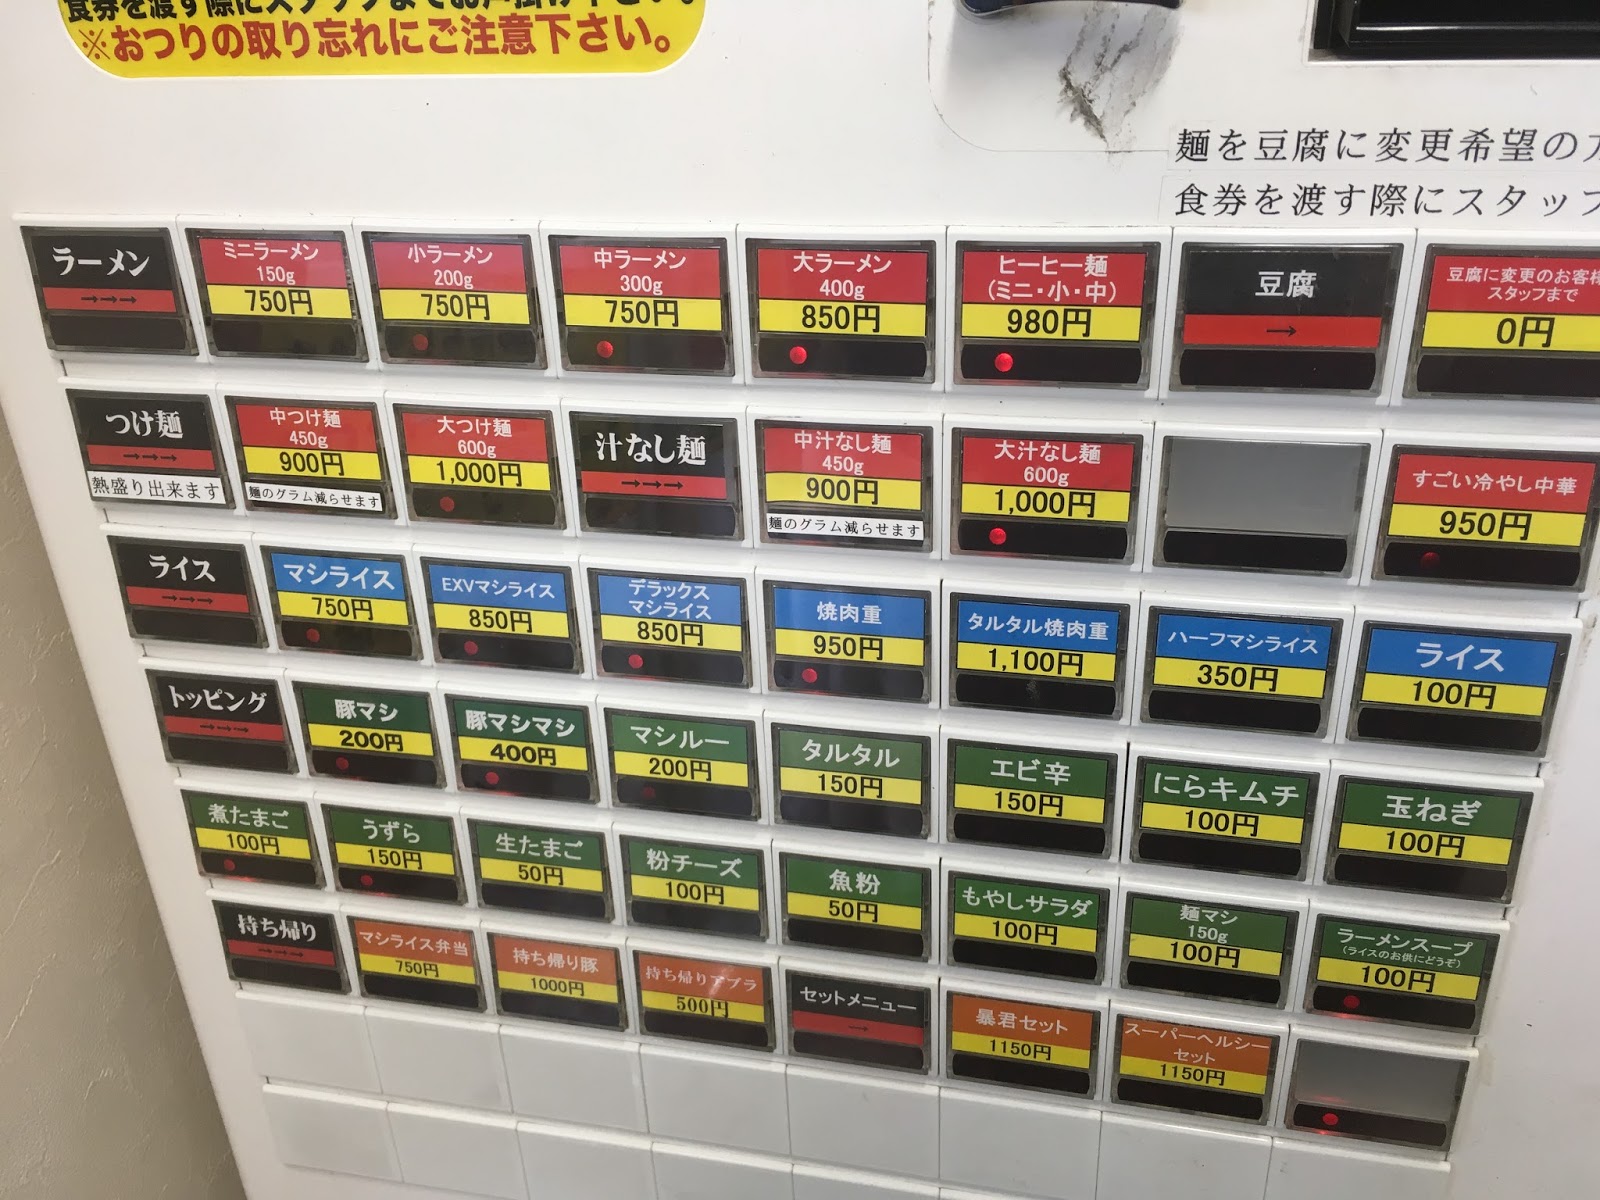 食券を渡す際にスタッフまでお声掛け下さい。
※おつりの取り忘れにご注意下さい。
麺を豆腐に変更希望の方
食券を渡す際にスタッフ
ラーメン
→→→
ミニラーメン
150g
750円
小ラーメン
200g
750円
中ラーメン
300g
750円
大ラーメン
400g
850円
ヒーヒー麺
(ミニ・小・中)
980円
豆腐
→
豆腐に変更のお客様
スタッフまで
0円
つけ麺
→→→
熱盛り出来ます
中つけ麺
450g
900円
麺のグラム減らせます
大つけ麺
600g
1,000円
汁なし麺
→→→
中汁なし麺
450g
900円
麺のグラム減らせます
大汁なし麺
600g
1,000円
すごい冷やし中華
950円
ライス
→→→
マシライス
750円
EXVマシライス
850円
デラックス
マシライス
850円
焼肉重
950円
タルタル焼肉重
1,100円
ハーフマシライス
350円
ライス
100円
トッピング
→→→
豚マシ
200円
豚マシマシ
400円
マシルー
200円
タルタル
150円
エビ辛
150円
にらキムチ
100円
玉ねぎ
100円
煮たまご
100円
うずら
150円
生たまご
50円
粉チーズ
100円
魚粉
50円
もやしサラダ
100円
麺マシ
150g
100円
ラーメンスープ
(ライスのお供にどうぞ)
100円
持ち帰り
→→→
マシライス弁当
750円
持ち帰り豚
1000円
持ち帰りアブラ
500円
セットメニュー
→
暴君セット
1150円
スーパーヘルシー
セット
1150円